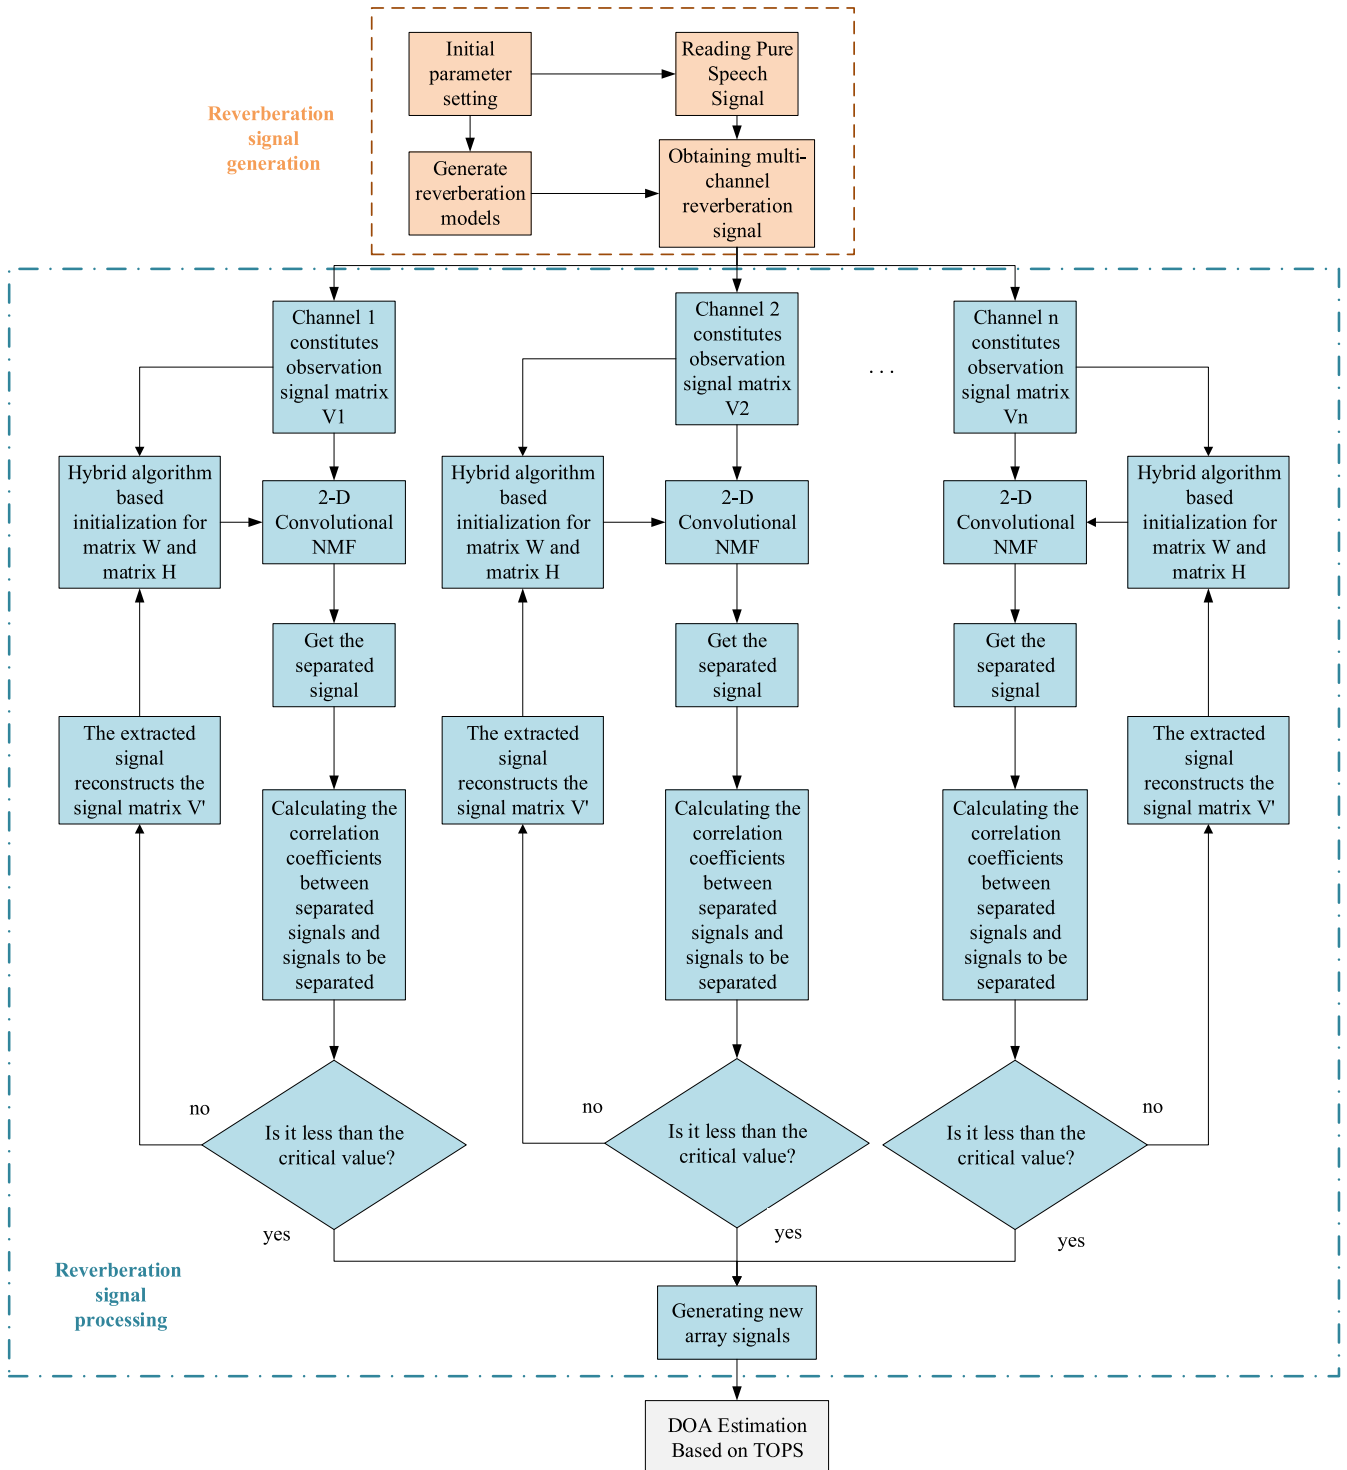 Initial
parameter
setting
Reading Pure
Speech
Signal
Reverberation
signal
generation
Generate
reverberation
models
Obtaining multi-
channel
reverberation
signal
Channel 1
constitutes
observation
signal matrix
V1
Channel 2
constitutes
observation
signal matrix
V2
...
Channel n
constitutes
observation
signal matrix
Vn
Hybrid algorithm
based
initialization for
matrix W and
matrix H
2-D
Convolutional
NMF
Hybrid algorithm
based
initialization for
matrix W and
matrix H
2-D
Convolutional
NMF
2-D
Convolutional
NMF
Hybrid algorithm
based
initialization for
matrix W and
matrix H
Get the
separated
signal
Get the
separated
signal
Get the
separated
signal
The extracted
signal
reconstructs the
signal matrix V'
The extracted
signal
reconstructs the
signal matrix V'
The extracted
signal
reconstructs the
signal matrix V'
Calculating the
correlation
coefficients
between
separated
signals and
signals to be
separated
Calculating the
correlation
coefficients
between
separated
signals and
signals to be
separated
Calculating the
correlation
coefficients
between
separated
signals and
signals to be
separated
no
Is it less than the
critical value?
yes
no
Is it less than the
critical value?
yes
no
Is it less than the
critical value?
yes
Reverberation
signal
processing
Generating new
array signals
DOA Estimation
Based on TOPS